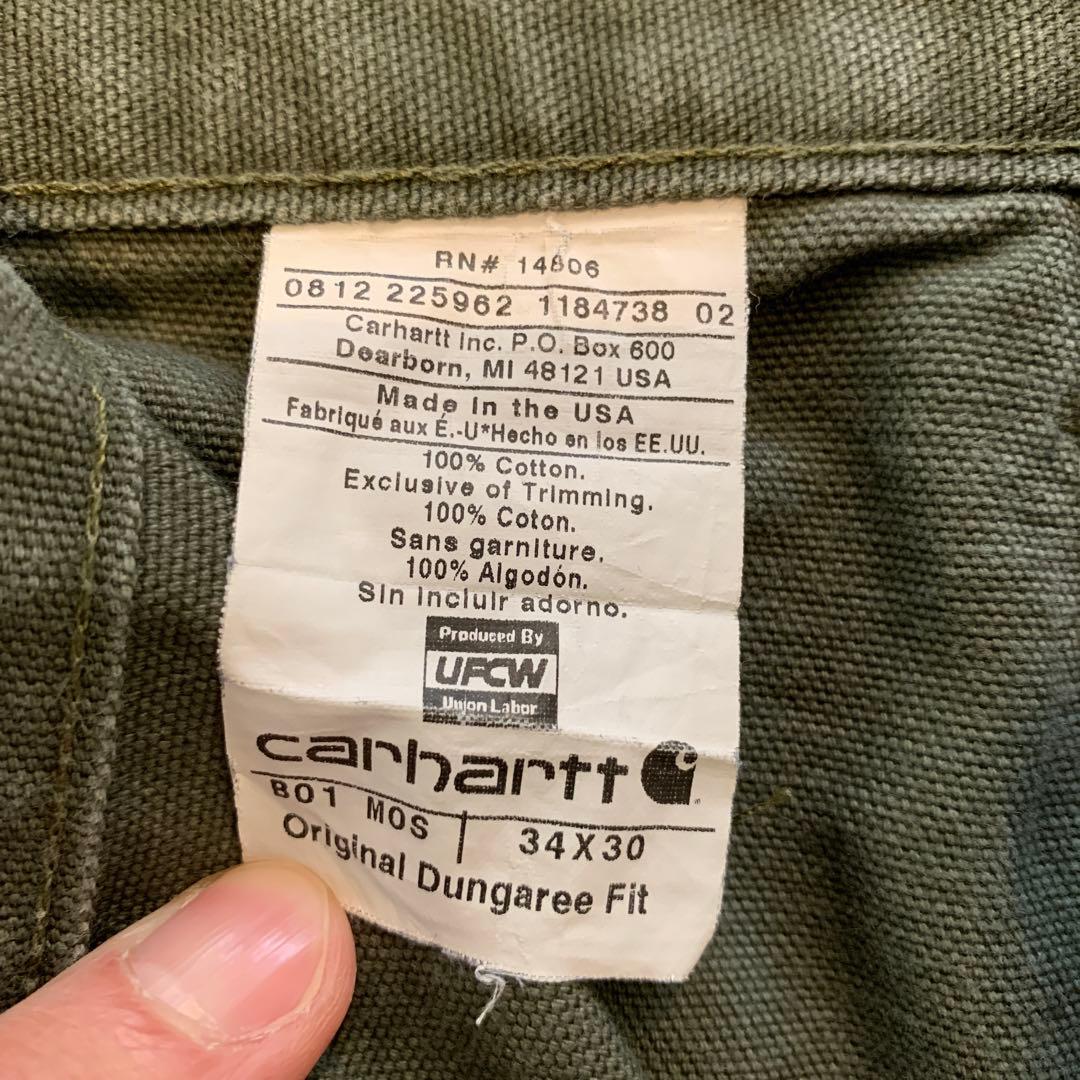 RN# 14806
0812 225962 1184738 02
Carhartt Inc. P.O. Box 600
Dearborn, MI 48121 USA
Made in the USA
Fabriqué aux É.-U*Hecho en los EE.UU.
100% Cotton.
Exclusive of Trimming.
100% Coton.
Sans garniture.
100% Algodón.
Sin incluir adorno.
Produced By
UFCW
Union Labor
carhartt
B01 MOS 34X30
Original Dungaree Fit